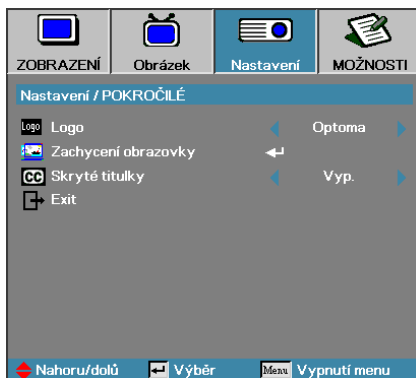 ZOBRAZENÍ Obrázek Nastavení MOŽNOSTI
Nastavení / POKROČILÉ
Logo Logo Optoma
Zachycení obrazovky
CC Skryté titulky Vyp.
Exit
Nahoru/dolů Výběr Menu Vypnutí menu